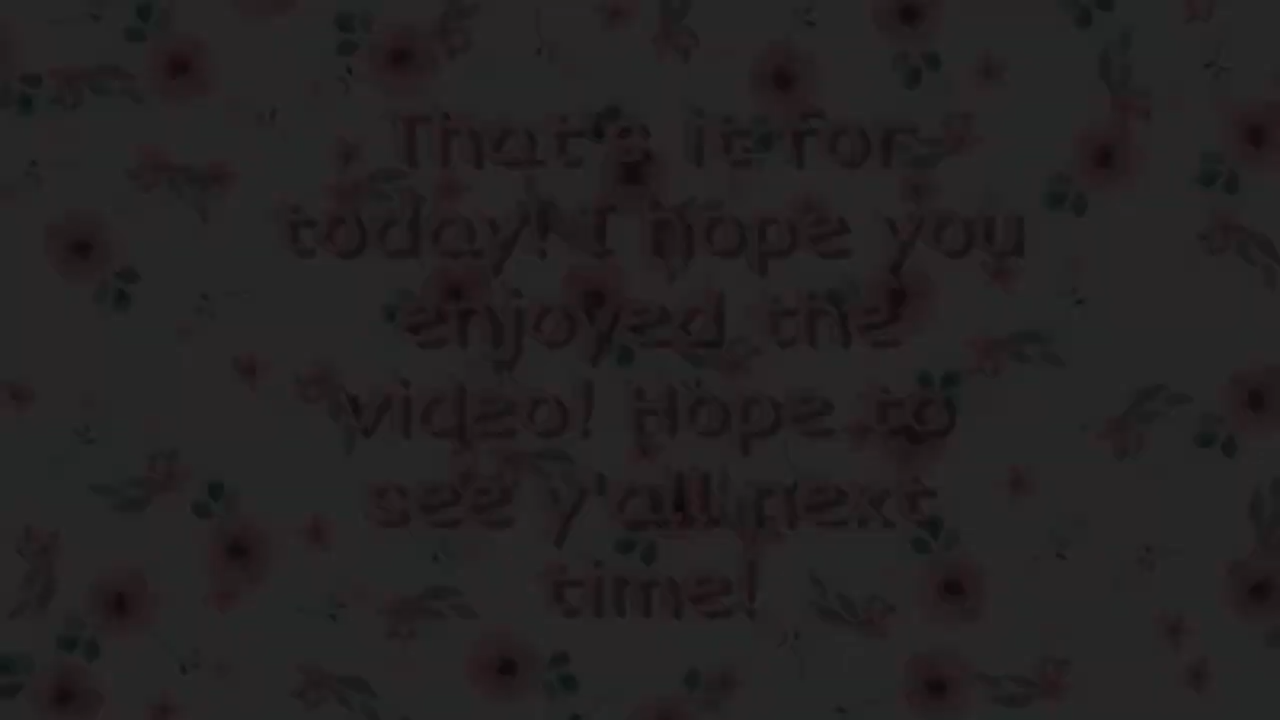 That's it for
today! I hope you
enjoyed the
video! Hope to
see y'all next
time!